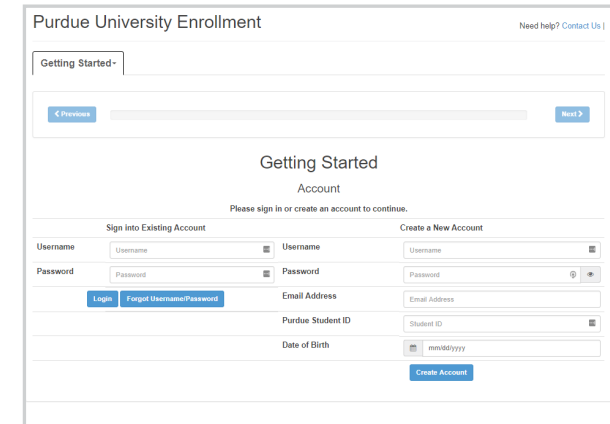 Purdue University Enrollment
Need help? Contact Us |
Getting Started
Previous
Next
Getting Started
Account
Please sign in or create an account to continue.
Sign into Existing Account
Create a New Account
Username
Username
Username
Username
Password
Password
Password
Password
Login
Forgot Username/Password
Email Address
Email Address
Purdue Student ID
Student ID
Date of Birth
mm/dd/yyyy
Create Account